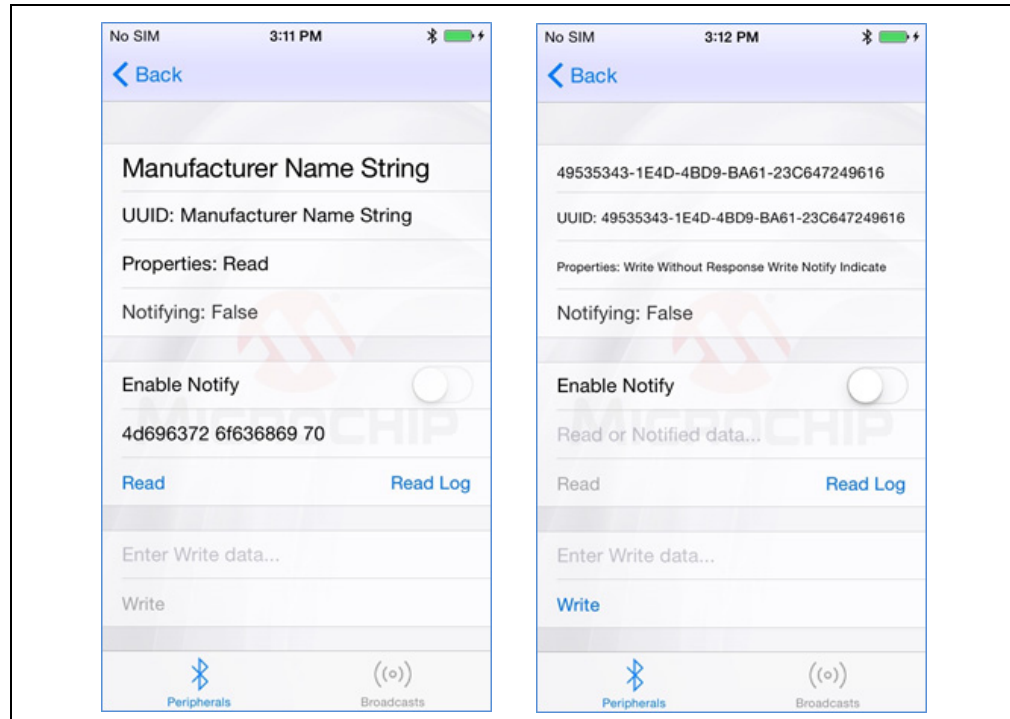 No SIM 3:11 PM
Back
Manufacturer Name String
UUID: Manufacturer Name String
Properties: Read
Notifying: False
Enable Notify
MICROCHIP
4d696372 6f636869 70
Read Read Log
Enter Write data...
Write
Peripherals Broadcasts
No SIM 3:12 PM
Back
49535343-1E4D-4BD9-BA61-23C647249616
UUID: 49535343-1E4D-4BD9-BA61-23C647249616
Properties: Write Without Response Write Notify Indicate
Notifying: False
Enable Notify
MICROCHIP
Read or Notified data...
Read Read Log
Enter Write data...
Write
Peripherals Broadcasts